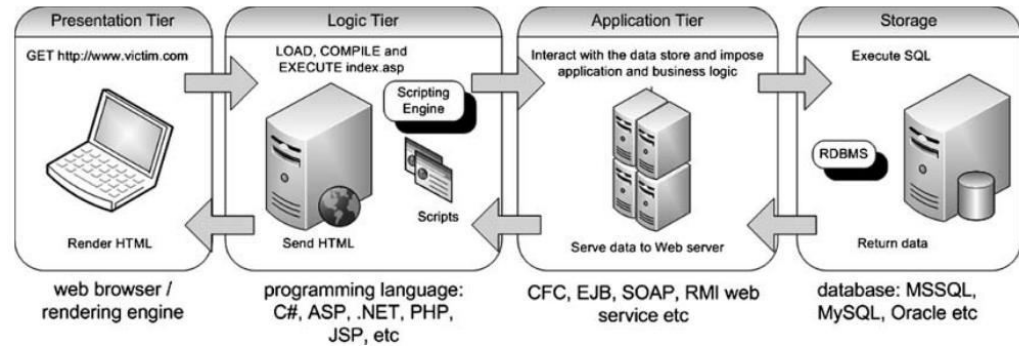 Presentation Tier
GET http://www.victim.com
Render HTML
web browser /
rendering engine
Logic Tier
LOAD, COMPILE and
EXECUTE index.asp
Scripting
Engine
Scripts
Send HTML
programming language:
C#, ASP, .NET, PHP,
JSP, etc
Application Tier
Interact with the data store and impose
application and business logic
Serve data to Web server
CFC, EJB, SOAP, RMI web
service etc
Storage
Execute SQL
RDBMS
Return data
database: MSSQL,
MySQL, Oracle etc